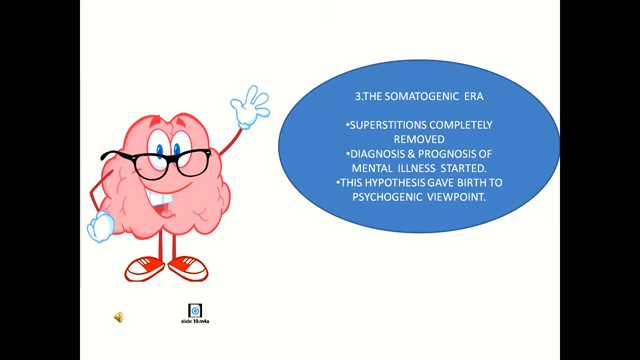 3.THE SOMATOGENIC ERA
•SUPERSTITIONS COMPLETELY
REMOVED
•DIAGNOSIS & PROGNOSIS OF
MENTAL ILLNESS STARTED.
•THIS HYPOTHESIS GAVE BIRTH TO
PSYCHOGENIC VIEWPOINT.